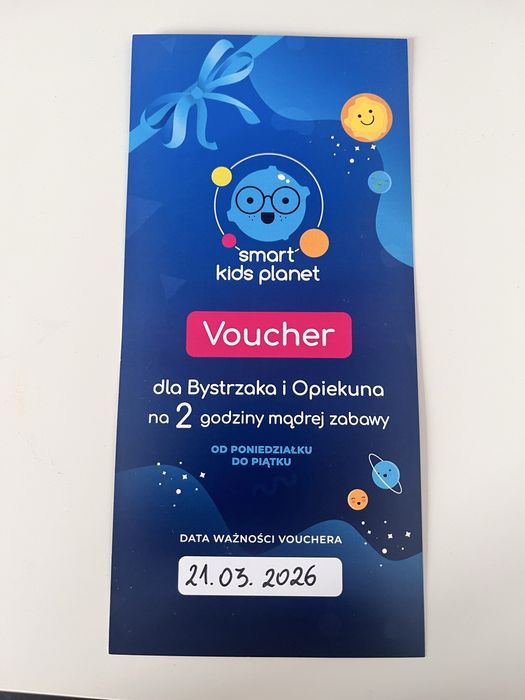 smart
kids planet
Voucher
dla Bystrzaka i Opiekuna
na 2 godziny mądrej zabawy
OD PONIEDZIAŁKU
DO PIĄTKU
DATA WAŻNOŚCI VOUCHERA
21.03.2026